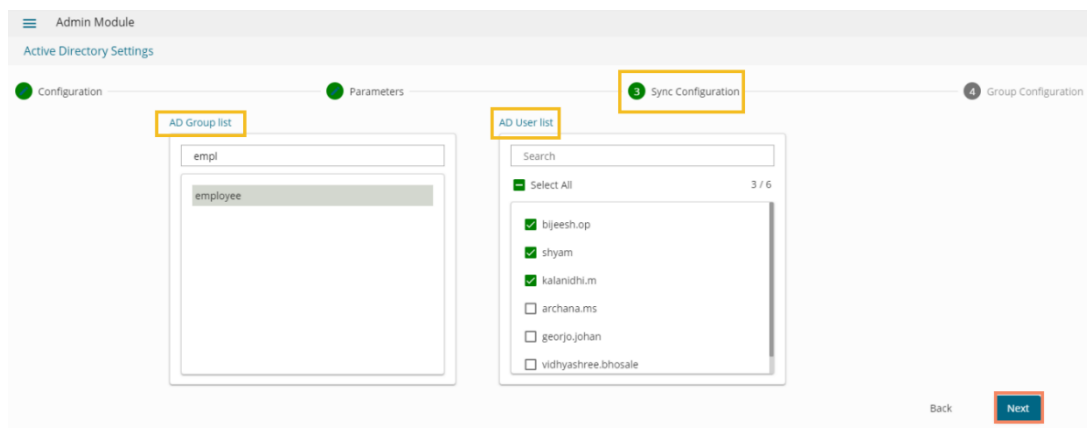 Admin Module
Active Directory Settings
Configuration
Parameters
3 Sync Configuration
4 Group Configuration
AD Group list
empl
employee
AD User list
Search
Select All 3 / 6
bijeesh.op
shyam
kalanidhi.m
archana.ms
georjo.johan
vidhyashree.bhosale
Back
Next